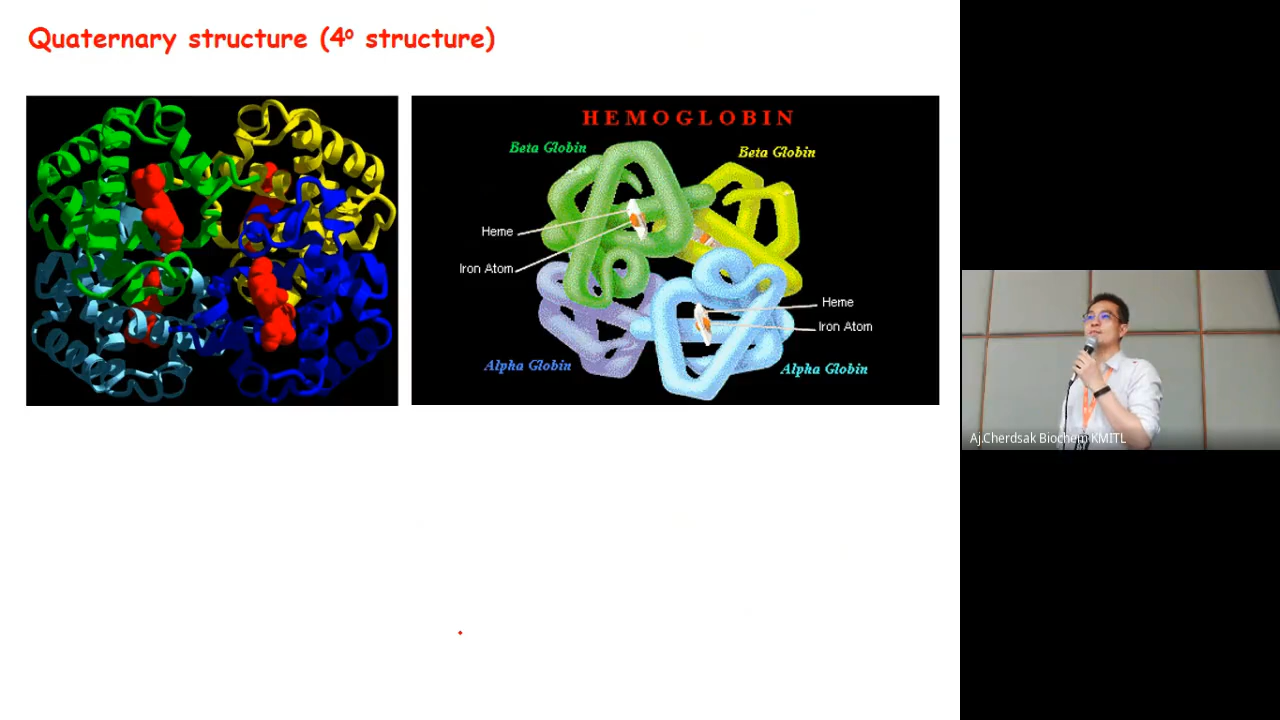 Quaternary structure (4º structure)
HEMOGLOBIN
Beta Globin
Beta Globin
Heme
Iron Atom
Heme
Iron Atom
Alpha Globin
Alpha Globin
Aj.Cherdsak Biochem KMITL